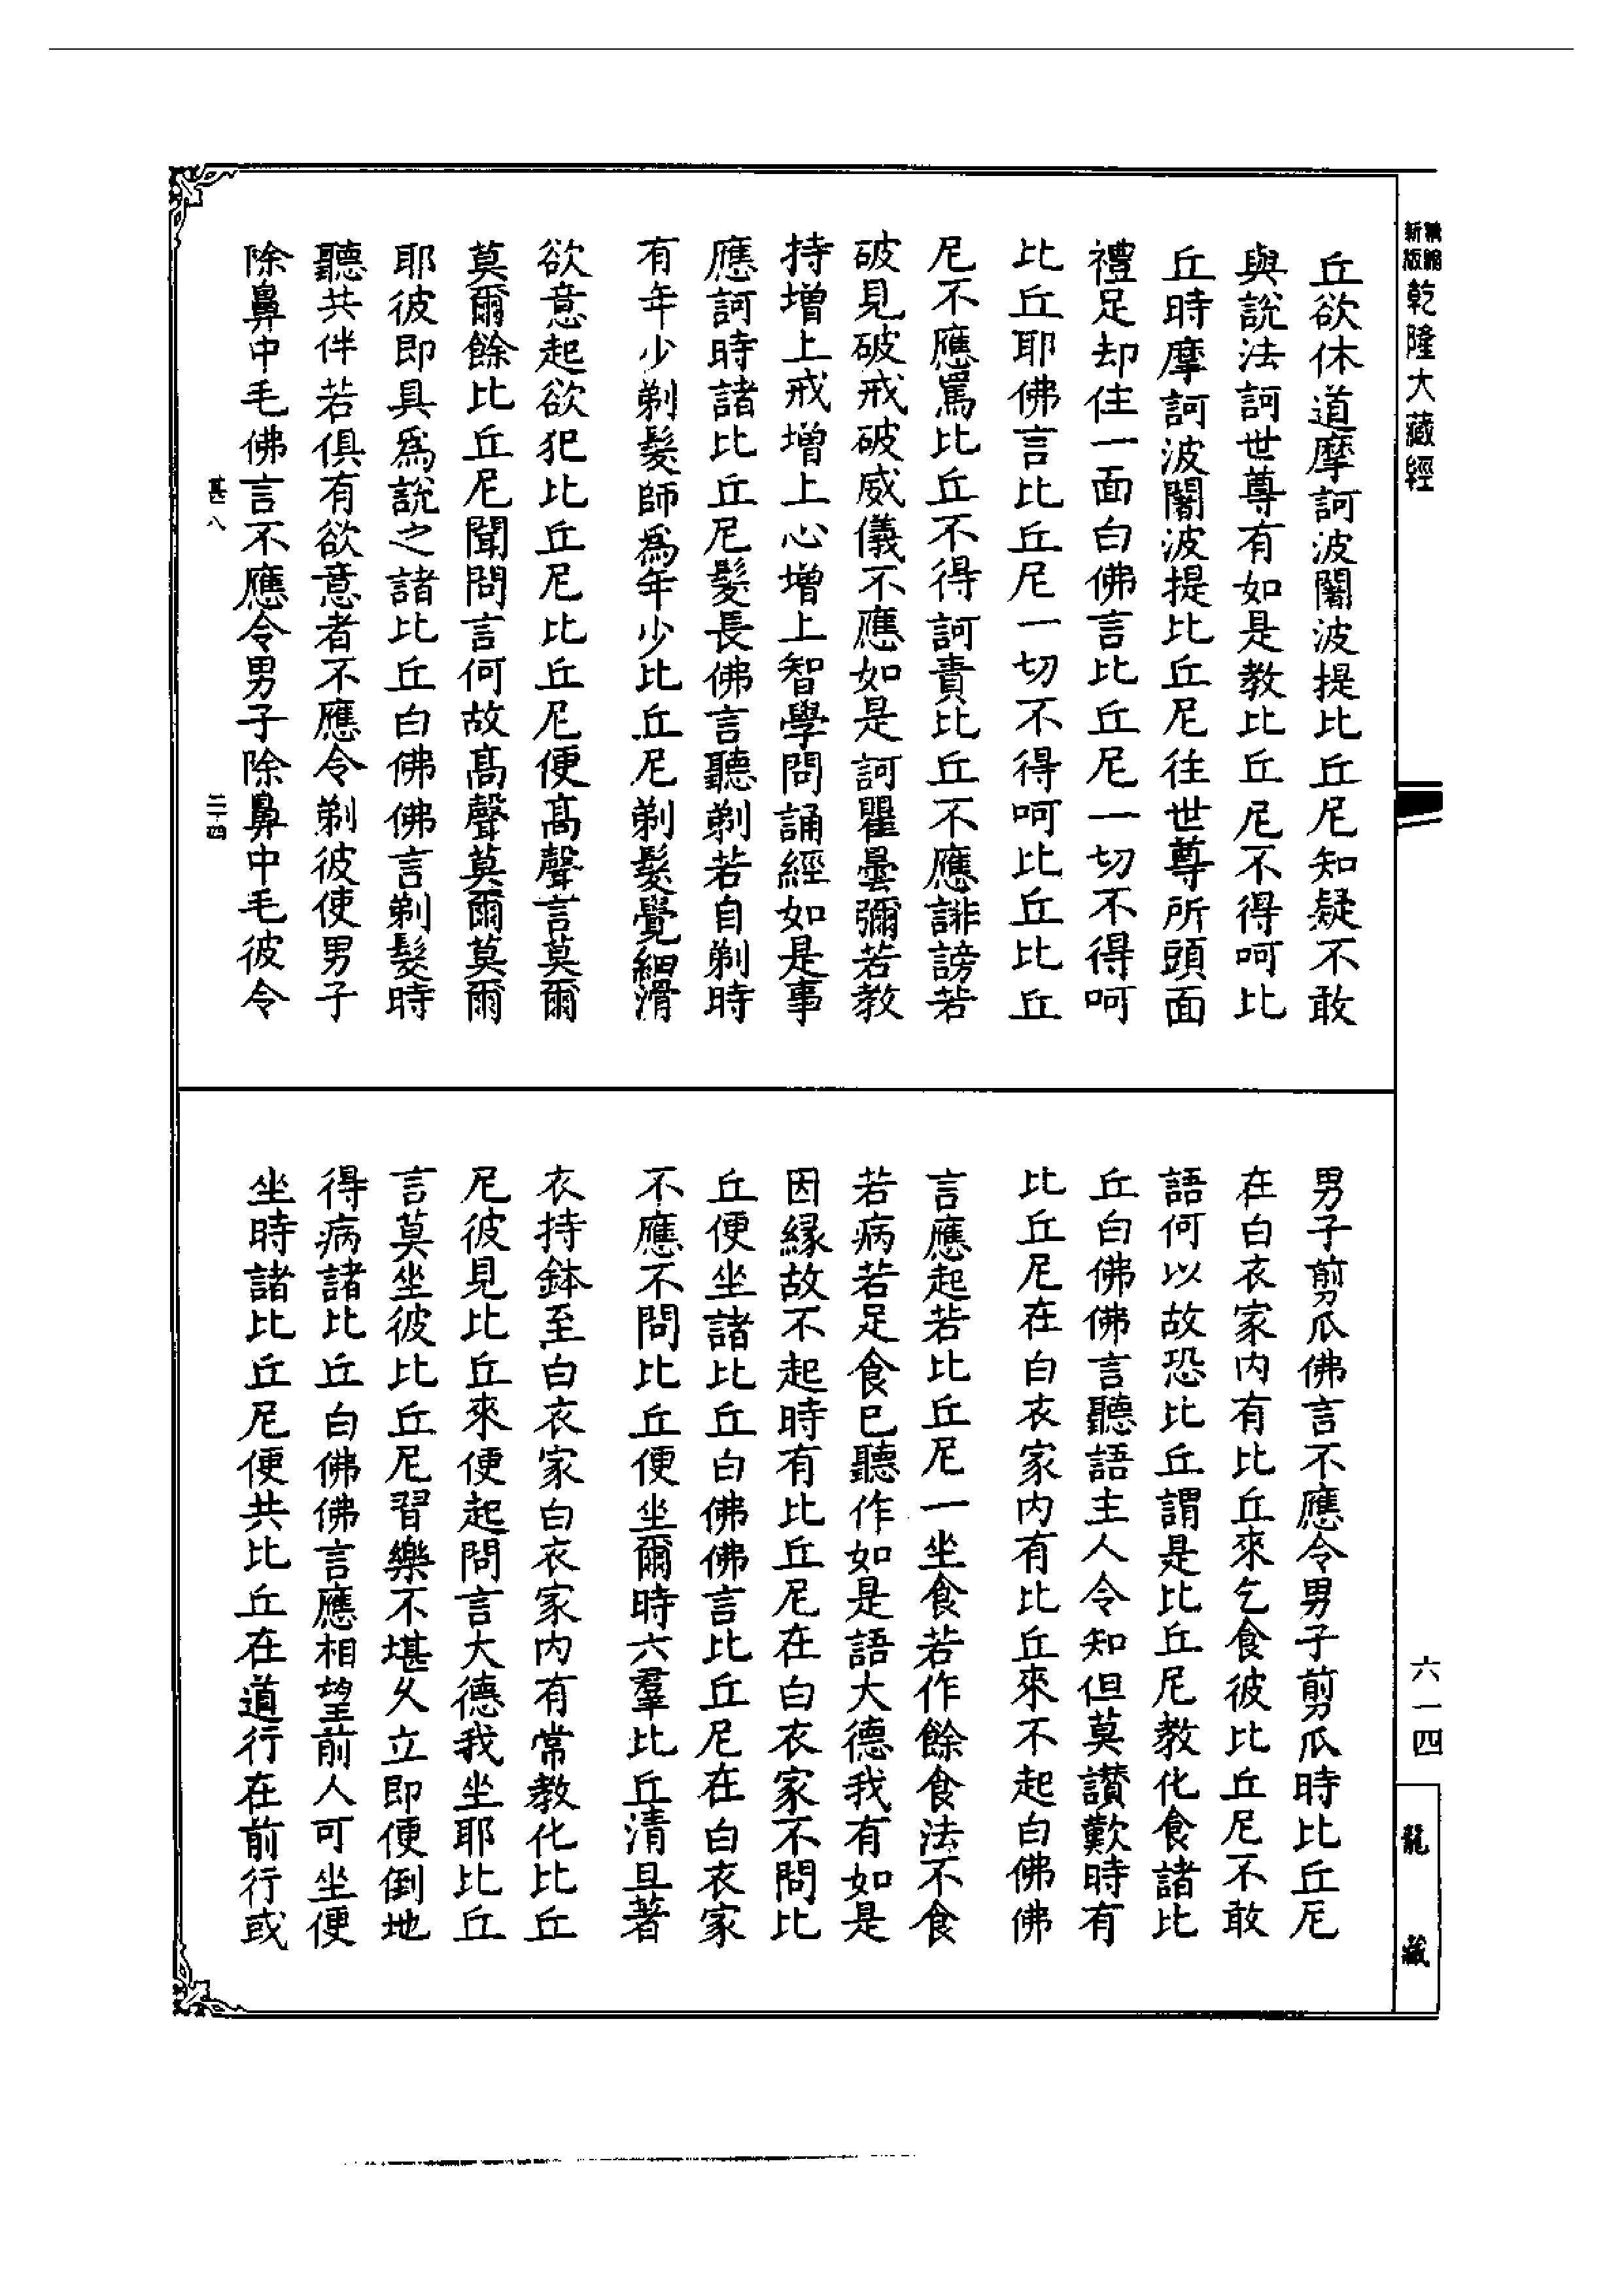 精縮
新版
乾隆大藏經
六一四
龍藏
丘欲休道摩訶波闍波提比丘尼知疑不敢
與說法訶世尊有如是教比丘尼不得呵比
丘時摩訶波闍波提比丘尼往世尊所頭面
禮足却住一面白佛言比丘尼一切不得呵
比丘耶佛言比丘尼一切不得呵比丘比丘
尼不應罵比丘不得訶責比丘不應誹謗若
破見破戒破威儀不應如是訶瞿曇彌若教
持增上戒增上心增上智學問誦經如是事
應訶時諸比丘尼髮長佛言聽剃若自剃時
有年少剃髮師為年少比丘尼剃髮覺細滑
欲意起欲犯比丘尼比丘尼便高聲言莫爾
莫爾餘比丘尼聞問言何故高聲莫爾莫爾
耶彼即具為說之諸比丘白佛佛言剃髮時
聽共伴若俱有欲意者不應令剃彼使男子
除鼻中毛佛言不應令男子除鼻中毛彼令
甚八
二十四
男子剪爪佛言不應令男子剪爪時比丘尼
在白衣家內有比丘來乞食彼比丘尼不敢
語何以故恐比丘謂是比丘尼教化食諸比
丘白佛佛言聽語主人令知但莫讚歎時有
比丘尼在白衣家內有比丘來不起白佛佛
言應起若比丘尼一坐食若作餘食法不食
若病若足食已聽作如是語大德我有如是
因緣故不起時有比丘尼在白衣家不問比
丘便坐諸比丘白佛佛言比丘尼在白衣家
不應不問比丘便坐爾時六羣比丘清旦著
衣持鉢至白衣家白衣家內有常教化比丘
尼彼見比丘來便起問言大德我坐耶比丘
言莫坐彼比丘尼習樂不堪久立即便倒地
得病諸比丘白佛佛言應相望前人可坐便
坐時諸比丘尼便共比丘在道行在前行或